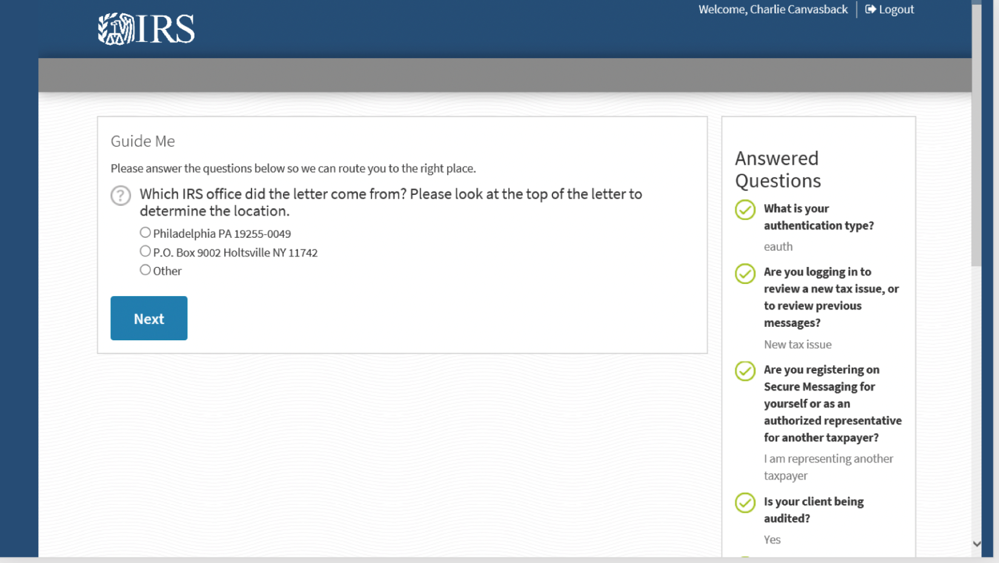 Welcome, Charlie Canvasback
Logout
IRS
Guide Me
Please answer the questions below so we can route you to the right place.
Which IRS office did the letter come from? Please look at the top of the letter to
determine the location.
Philadelphia PA 19255-0049
P.O. Box 9002 Holtsville NY 11742
Other
Next
Answered
Questions
What is your
authentication type?
eauth
Are you logging in to
review a new tax issue, or
to review previous
messages?
New tax issue
Are you registering on
Secure Messaging for
yourself or as an
authorized representative
for another taxpayer?
I am representing another
taxpayer
Is your client being
audited?
Yes